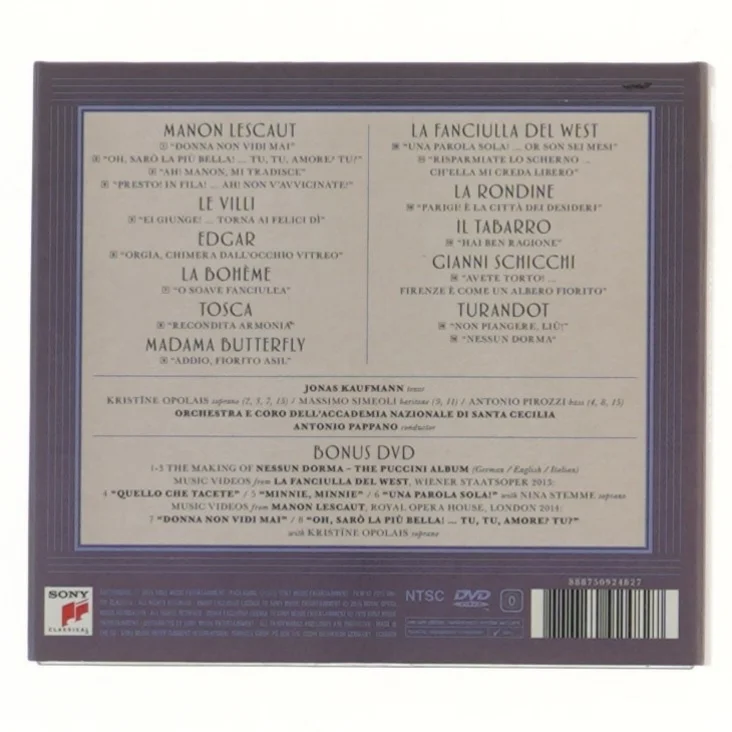 MANON LESCAUT
"DONNA NON VIDI MAI"
"OH, SARÒ LA PIÙ BELLA! ... TU, TU, AMORE? TU?"
"AH! MANON, MI TRADISCE"
"PRESTO! IN FILA! ... AH! NON V'AVVICINATE!"
LE VILLI
"EI GIUNGE! ... TORNA AI FELICI DÌ"
EDGAR
"ORGIA, CHIMERA DALL'OCCHIO VITREO"
LA BOHÈME
"O SOAVE FANCIULLA"
TOSCA
"RECONDITA ARMONIA"
MADAMA BUTTERFLY
"ADDIO, FIORITO ASIL"
LA FANCIULLA DEL WEST
"UNA PAROLA SOLA! ... OR SON SEI MESI"
"RISPARMIATE LO SCHERNO ...
CH'ELLA MI CREDA LIBERO"
LA RONDINE
"PARIGI! È LA CITTÀ DEI DESIDERI"
IL TABARRO
"HAI BEN RAGIONE"
GIANNI SCHICCHI
"AVETE TORTO! ...
FIRENZE È COME UN ALBERO FIORITO"
TURANDOT
"NON PIANGERE, LIÙ!"
"NESSUN DORMA"
JONAS KAUFMANN tenor
KRISTĪNE OPOLAIS soprano (2, 3, 7, 13) / MASSIMO SIMEOLI baritone (9, 11) / ANTONIO PIROZZI bass (4, 8, 15)
ORCHESTRA E CORO DELL'ACCADEMIA NAZIONALE DI SANTA CECILIA
ANTONIO PAPPANO conductor
BONUS DVD
1-3 THE MAKING OF NESSUN DORMA – THE PUCCINI ALBUM (German / English / Italian)
MUSIC VIDEOS from LA FANCIULLA DEL WEST, WIENER STAATSOPER 2013:
4 "QUELLO CHE TACETE" / 5 "MINNIE, MINNIE" / 6 "UNA PAROLA SOLA!" with NINA STEMME soprano
MUSIC VIDEOS from MANON LESCAUT, ROYAL OPERA HOUSE, LONDON 2014:
7 "DONNA NON VIDI MAI" / 8 "OH, SARÒ LA PIÙ BELLA! ... TU, TU, AMORE? TU?"
with KRISTĪNE OPOLAIS soprano
SONY
CLASSICAL
NTSC
DVD
0
888750924827